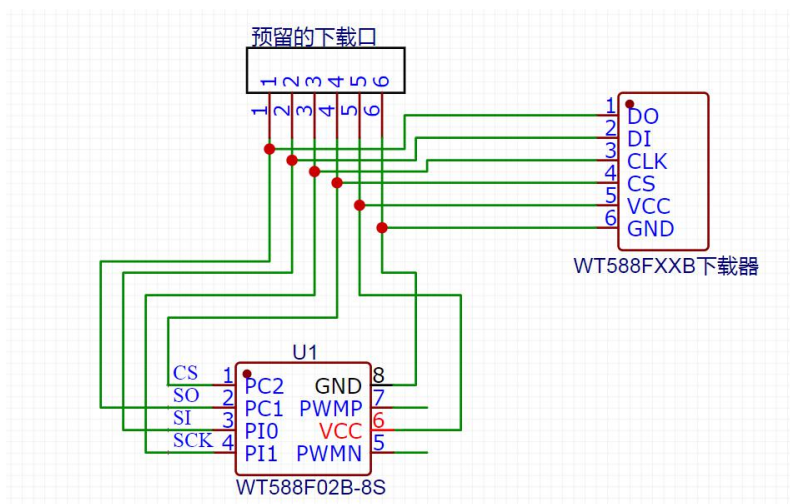 预留的下载口
1 2 3 4 5 6
1 2 3 4 5 6
1 DO
2 DI
3 CLK
4 CS
5 VCC
6 GND
WT588FXXB下载器
U1
CS 1 PC2 GND 8
SO 2 PC1 PWMP 7
SI 3 PI0 VCC 6
SCK 4 PI1 PWMN 5
WT588F02B-8S